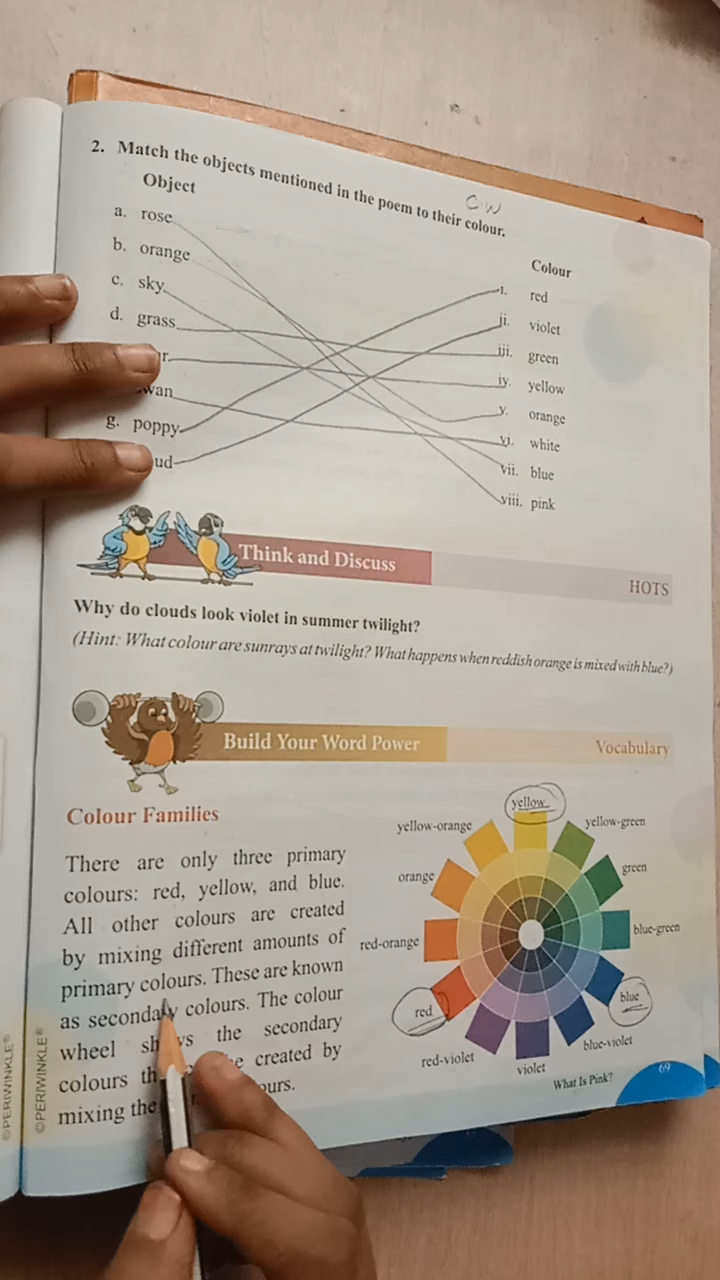 2. Match the objects mentioned in the poem to their colour.
CW
Object
Colour
a. rose
b. orange
c. sky
d. grass
r.
wan
g. poppy
ud
i. red
ii. violet
iii. green
iv. yellow
v. orange
vi. white
vii. blue
viii. pink
Think and Discuss
HOTS
Why do clouds look violet in summer twilight?
(Hint: What colour are sunrays at twilight? What happens when reddish orange is mixed with blue?)
Build Your Word Power
Vocabulary
Colour Families
There are only three primary
colours: red, yellow, and blue.
All other colours are created
by mixing different amounts of
primary colours. These are known
as secondary colours. The colour
wheel the secondary
colours created by
mixing the
yellow
yellow-orange
yellow-green
orange
green
red-orange
blue-green
red
blue
red-violet
blue-violet
violet
What Is Pink?
69
©PERIWINKLE®
©PERIWINKLE®